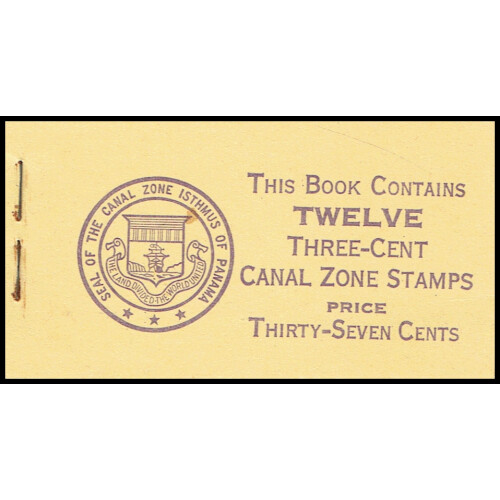 SEAL OF THE CANAL ZONE ISTHMUS OF PANAMA
THE LAND DIVIDED·THE WORLD UNITED
THIS BOOK CONTAINS
TWELVE
THREE-CENT
CANAL ZONE STAMPS
PRICE
THIRTY-SEVEN CENTS